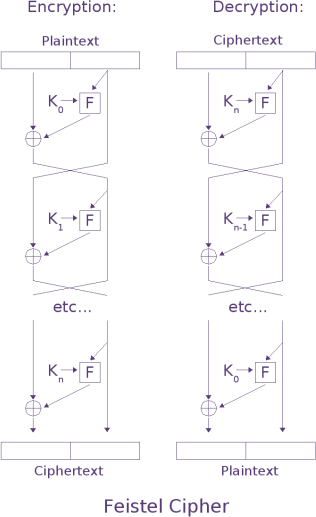 Encryption: Decryption:
Plaintext Ciphertext
K0 F Kn F
K1 F Kn-1 F
etc... etc...
Kn F K0 F
Ciphertext Plaintext
Feistel Cipher